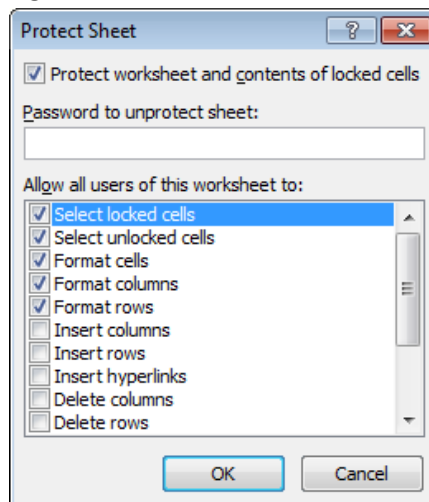 Protect Sheet
Protect worksheet and contents of locked cells
Password to unprotect sheet:
Allow all users of this worksheet to:
Select locked cells
Select unlocked cells
Format cells
Format columns
Format rows
Insert columns
Insert rows
Insert hyperlinks
Delete columns
Delete rows
OK Cancel